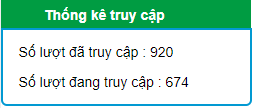 Thống kê truy cập
Số lượt đã truy cập : 920
Số lượt đang truy cập : 674